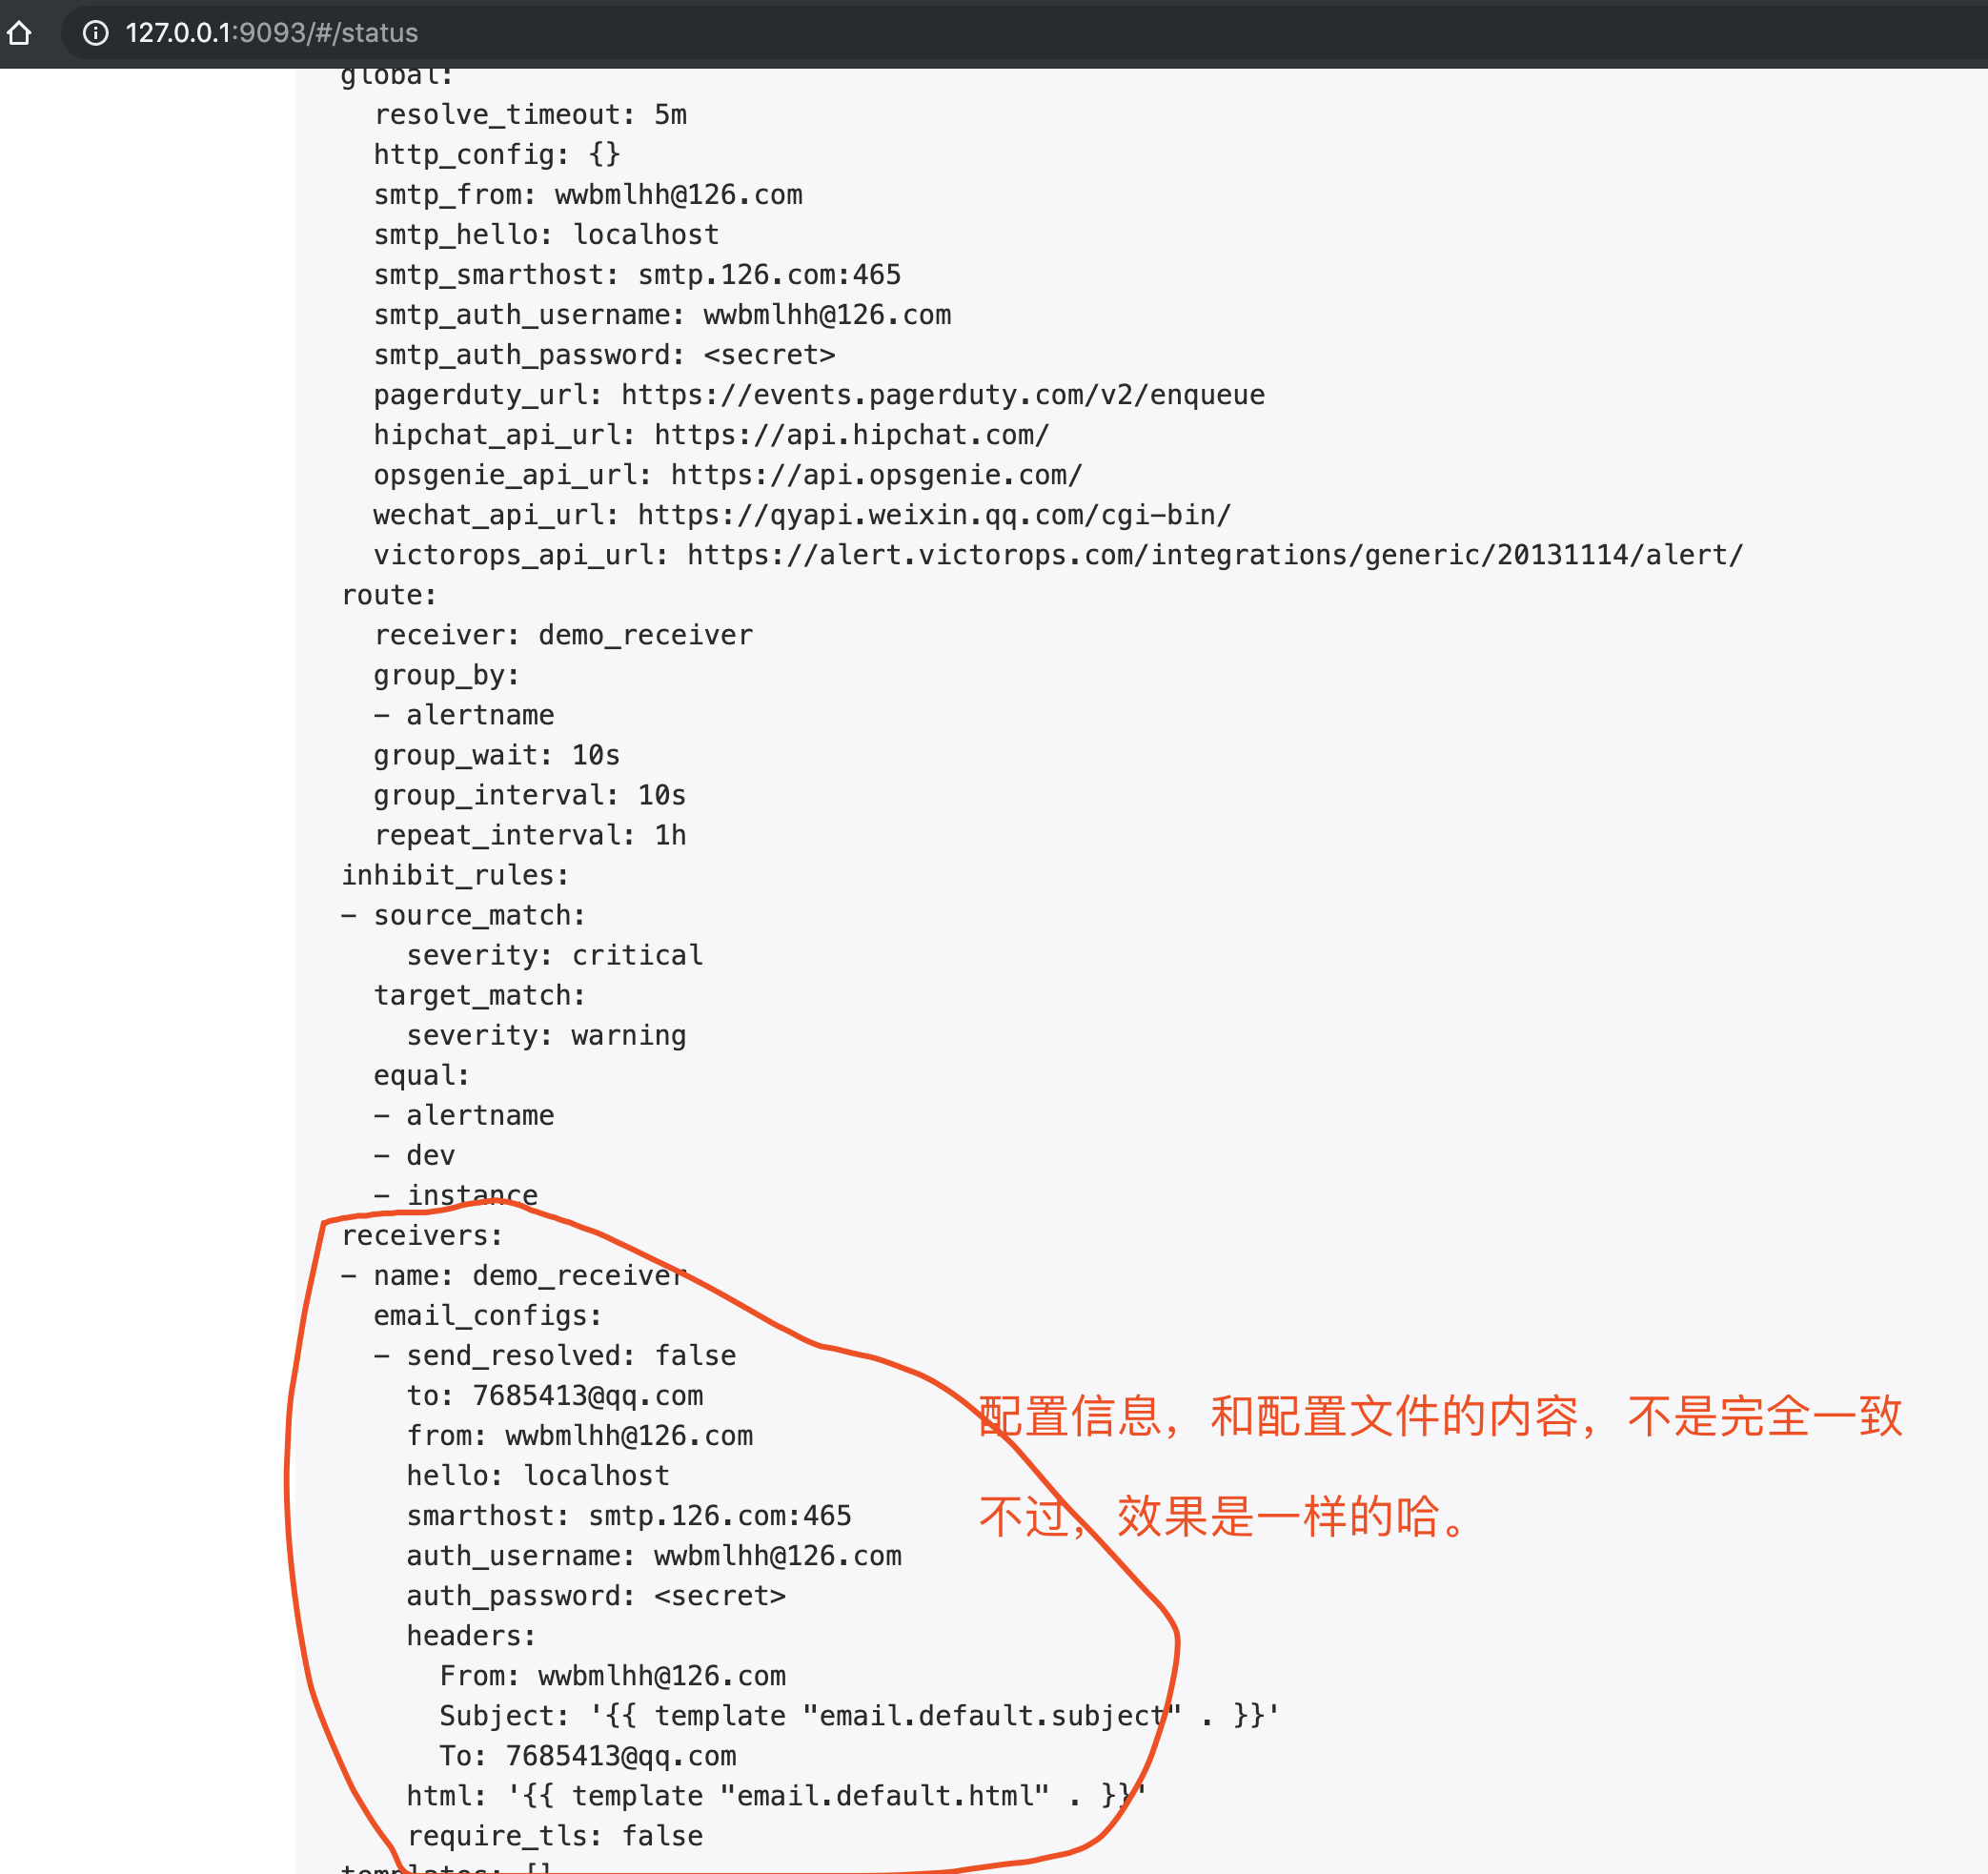 127.0.0.1:9093/#/status
global:
  resolve_timeout: 5m
  http_config: {}
  smtp_from: wwbmlhh@126.com
  smtp_hello: localhost
  smtp_smarthost: smtp.126.com:465
  smtp_auth_username: wwbmlhh@126.com
  smtp_auth_password: <secret>
  pagerduty_url: https://events.pagerduty.com/v2/enqueue
  hipchat_api_url: https://api.hipchat.com/
  opsgenie_api_url: https://api.opsgenie.com/
  wechat_api_url: https://qyapi.weixin.qq.com/cgi-bin/
  victorops_api_url: https://alert.victorops.com/integrations/generic/20131114/alert/
route:
  receiver: demo_receiver
  group_by:
  - alertname
  group_wait: 10s
  group_interval: 10s
  repeat_interval: 1h
inhibit_rules:
- source_match:
    severity: critical
  target_match:
    severity: warning
  equal:
  - alertname
  - dev
  - instance
receivers:
- name: demo_receiver
  email_configs:
  - send_resolved: false
    to: 7685413@qq.com
    from: wwbmlhh@126.com
    hello: localhost
    smarthost: smtp.126.com:465
    auth_username: wwbmlhh@126.com
    auth_password: <secret>
    headers:
      From: wwbmlhh@126.com
      Subject: '{{ template "email.default.subject" . }}'
      To: 7685413@qq.com
    html: '{{ template "email.default.html" . }}'
    require_tls: false
templates: []
配置信息，和配置文件的内容，不是完全一致
不过，效果是一样的哈。